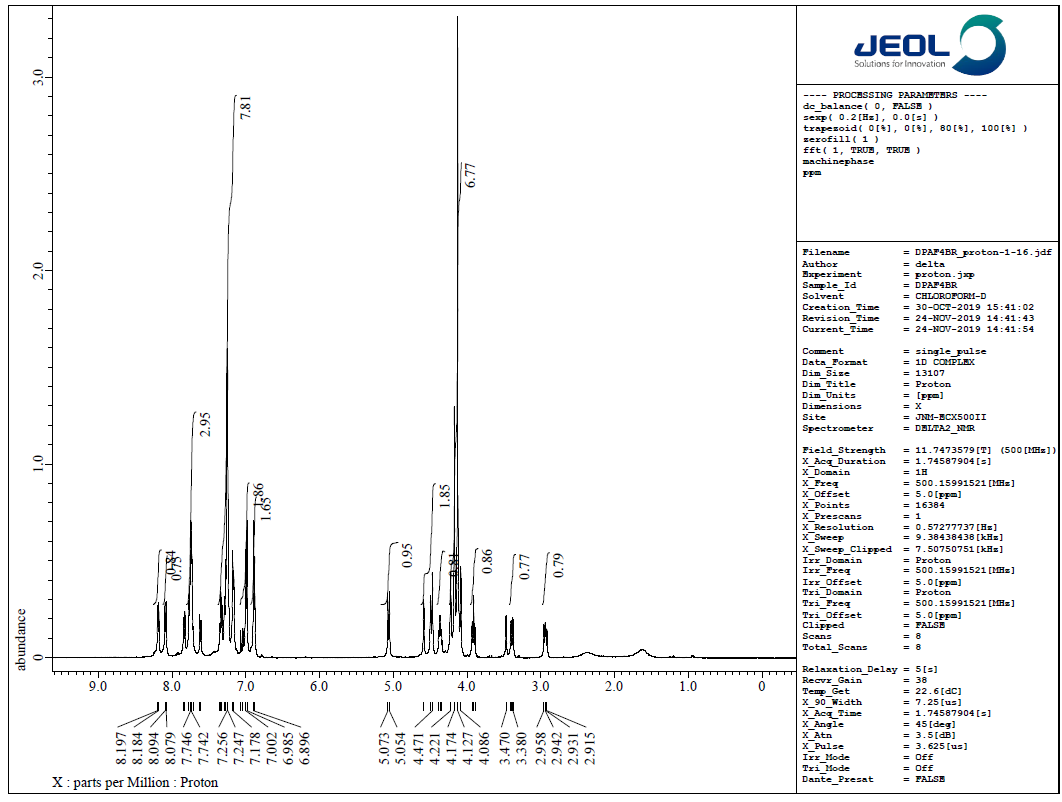 JEOL
Solutions for Innovation
---- PROCESSING PARAMETERS ----
dc_balance( 0, FALSE )
sexp( 0.2[Hz], 0.0[s] )
trapezoid( 0[%], 0[%], 80[%], 100[%] )
zerofill( 1 )
fft( 1, TRUE, TRUE )
machinephase
ppm
Filename = DPAF4BR_proton-1-16.jdf
Author = delta
Experiment = proton.jxp
Sample_Id = DPAF4BR
Solvent = CHLOROFORM-D
Creation_Time = 30-OCT-2019 15:41:02
Revision_Time = 24-NOV-2019 14:41:43
Current_Time = 24-NOV-2019 14:41:54
Comment = single_pulse
Data_Format = 1D COMPLEX
Dim_Size = 13107
Dim_Title = Proton
Dim_Units = [ppm]
Dimensions = X
Site = JNM-ECX500II
Spectrometer = DELTA2_NMR
Field_Strength = 11.7473579[T] (500[MHz])
X_Acq_Duration = 1.74587904[s]
X_Domain = 1H
X_Freq = 500.15991521[MHz]
X_Offset = 5.0[ppm]
X_Points = 16384
X_Prescans = 1
X_Resolution = 0.57277737[Hz]
X_Sweep = 9.38438438[kHz]
X_Sweep_Clipped = 7.50750751[kHz]
Irr_Domain = Proton
Irr_Freq = 500.15991521[MHz]
Irr_Offset = 5.0[ppm]
Tri_Domain = Proton
Tri_Freq = 500.15991521[MHz]
Tri_Offset = 5.0[ppm]
Clipped = FALSE
Scans = 8
Total_Scans = 8
Relaxation_Delay = 5[s]
Recvr_Gain = 38
Temp_Get = 22.6[dC]
X_90_Width = 7.25[us]
X_Acq_Time = 1.74587904[s]
X_Angle = 45[deg]
X_Atn = 3.5[dB]
X_Pulse = 3.625[us]
Irr_Mode = Off
Tri_Mode = Off
Dante_Presat = FALSE
abundance
3.0
2.0
1.0
0
0.84
0.75
2.95
7.81
1.86
1.65
0.95
1.85
0.81
6.77
0.86
0.77
0.79
9.0 8.0 7.0 6.0 5.0 4.0 3.0 2.0 1.0 0
8.197
8.184
8.094
8.079
7.746
7.742
7.256
7.247
7.178
7.002
6.985
6.896
5.073
5.054
4.471
4.221
4.174
4.127
4.086
3.470
3.380
2.958
2.942
2.931
2.915
X : parts per Million : Proton